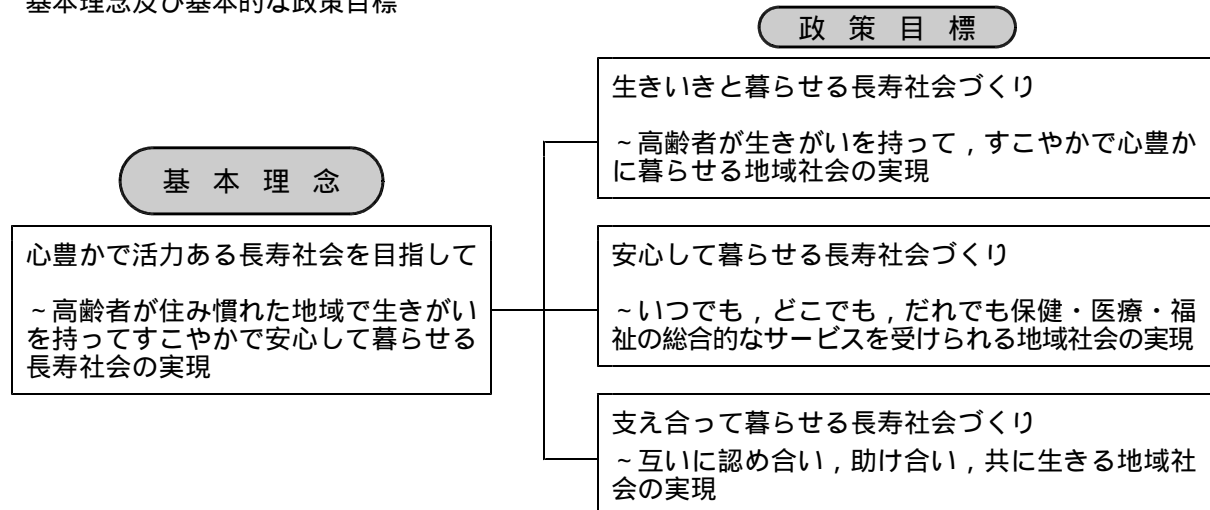 基本理念及び基本的な政策目標
政策目標
生きいきと暮らせる長寿社会づくり
~高齢者が生きがいを持って，すこやかで心豊か
に暮らせる地域社会の実現
基本理念
心豊かで活力ある長寿社会を目指して
~高齢者が住み慣れた地域で生きがい
を持ってすこやかで安心して暮らせる
長寿社会の実現
安心して暮らせる長寿社会づくり
~いつでも，どこでも，だれでも保健・医療・福
祉の総合的なサービスを受けられる地域社会の実現
支え合って暮らせる長寿社会づくり
~互いに認め合い，助け合い，共に生きる地域社
会の実現